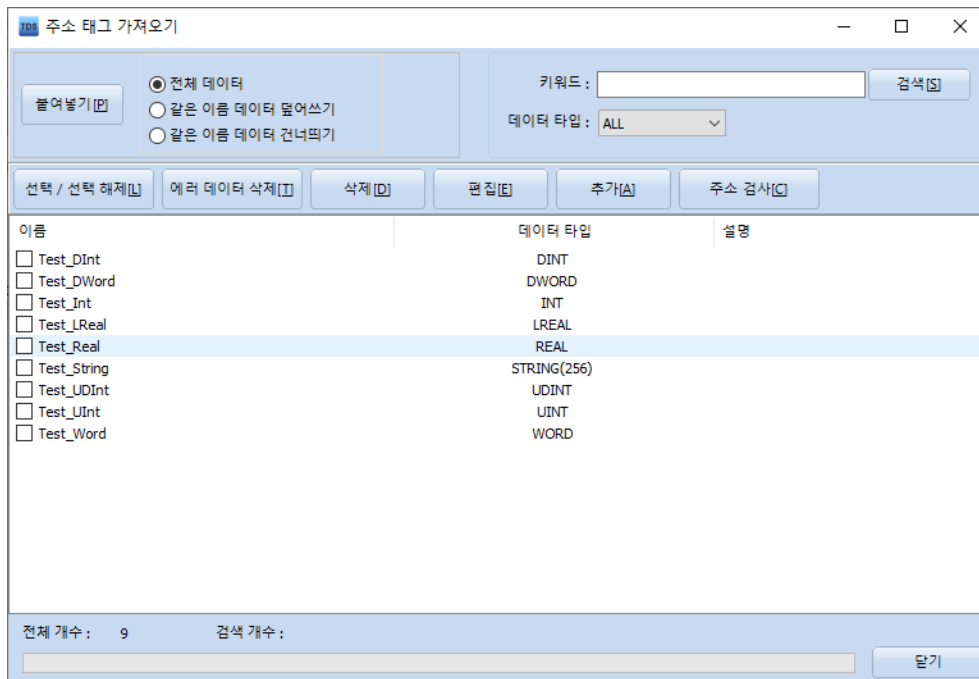 TDS 주소 태그 가져오기
붙여넣기[P]
전체 데이터
같은 이름 데이터 덮어쓰기
같은 이름 데이터 건너띄기
키워드 :
검색[S]
데이터 타입 : ALL
선택 / 선택 해제[L] 에러 데이터 삭제[T] 삭제[D] 편집[E] 추가[A] 주소 검사[C]
이름 데이터 타입 설명
Test_DInt DINT
Test_DWord DWORD
Test_Int INT
Test_LReal LREAL
Test_Real REAL
Test_String STRING(256)
Test_UDInt UDINT
Test_UInt UINT
Test_Word WORD
전체 개수 : 9 검색 개수 :
닫기